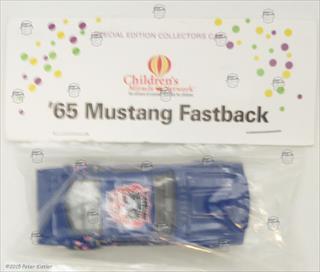 SPECIAL EDITION COLLECTORS CAR
Children's
Miracle Network
'65 Mustang Fastback
©2015 Peter Kistler